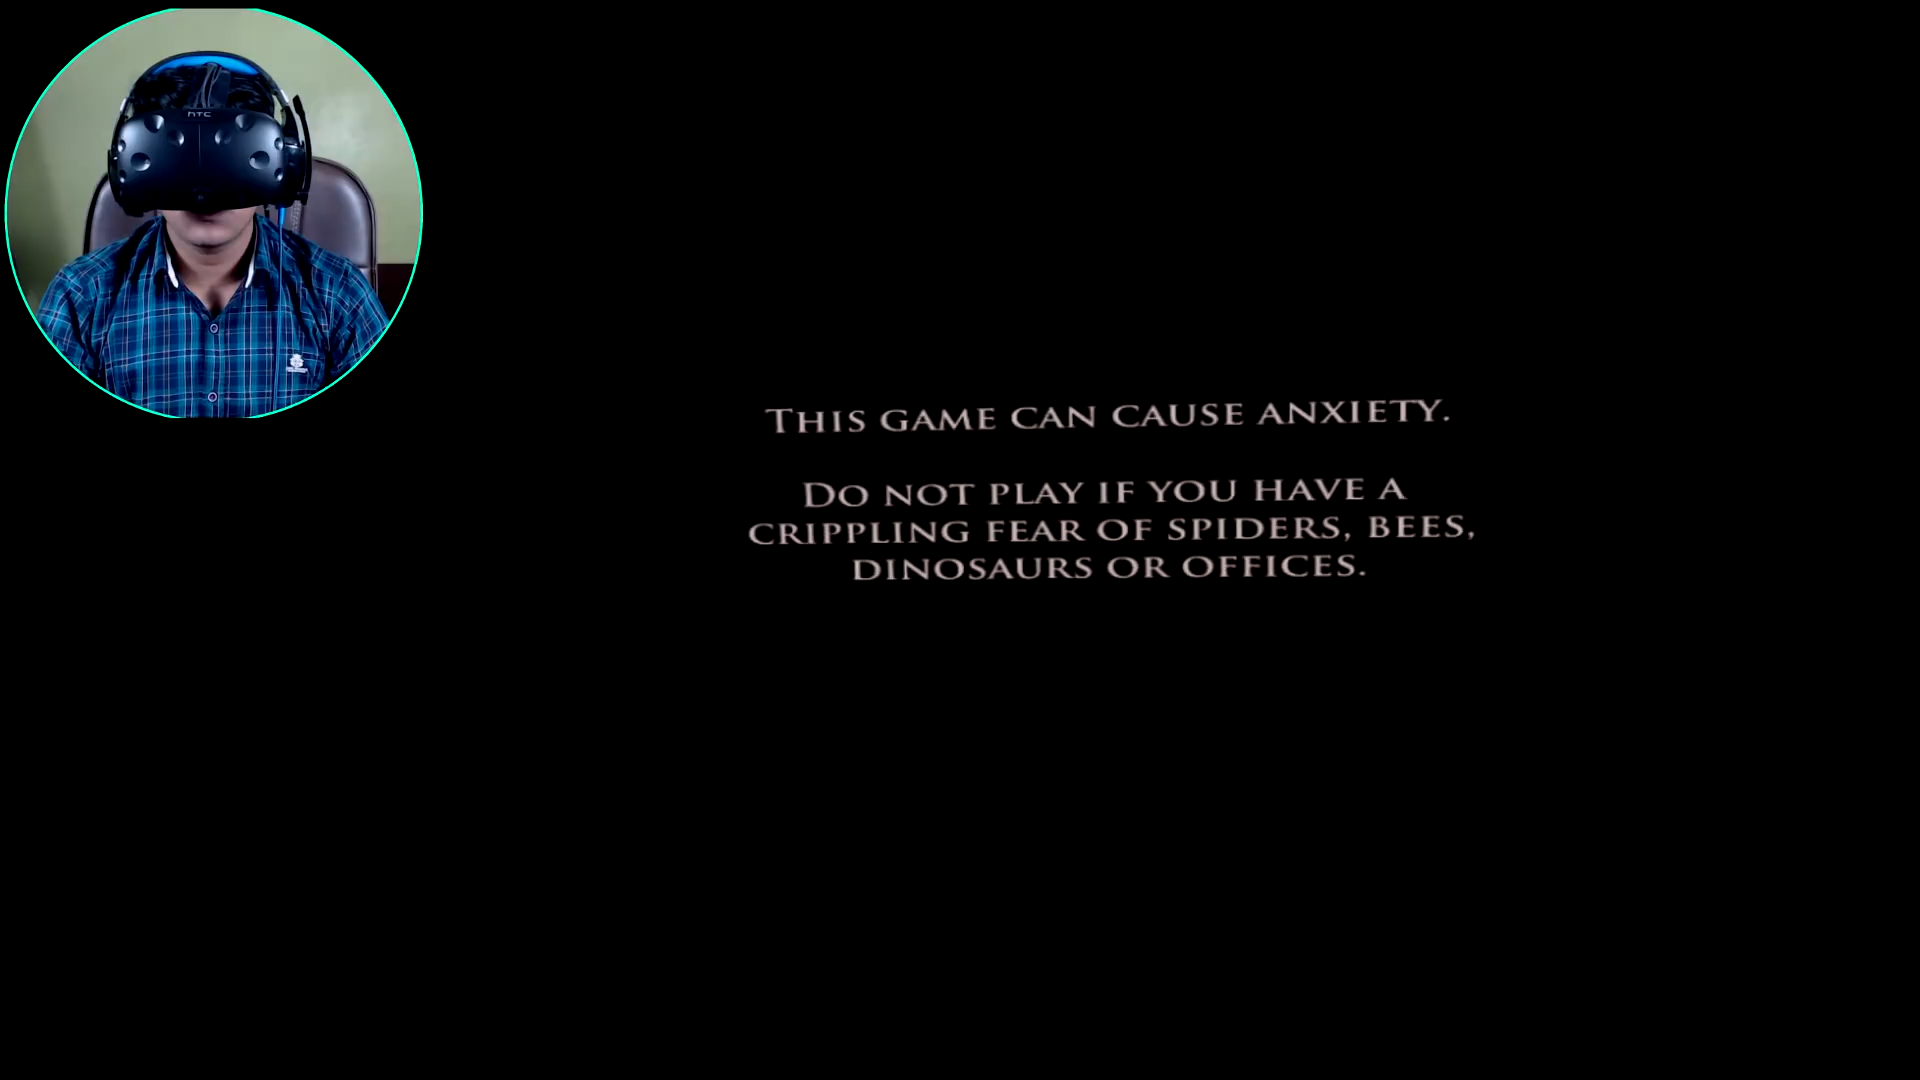 hTC
THIS GAME CAN CAUSE ANXIETY.
DO NOT PLAY IF YOU HAVE A
CRIPPLING FEAR OF SPIDERS, BEES,
DINOSAURS OR OFFICES.